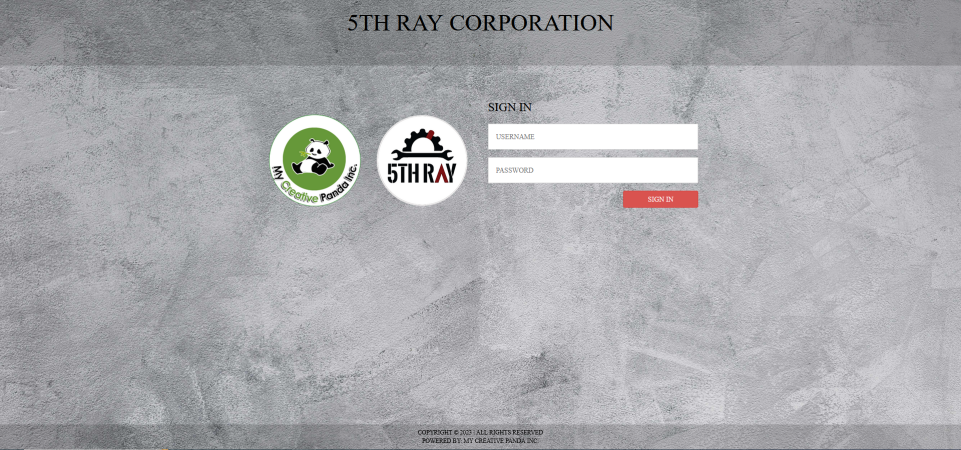 5TH RAY CORPORATION
My Creative Panda Inc.
5TH RAY
SIGN IN
USERNAME
PASSWORD
SIGN IN
COPYRIGHT © 2023 | ALL RIGHTS RESERVED
POWERED BY: MY CREATIVE PANDA INC.